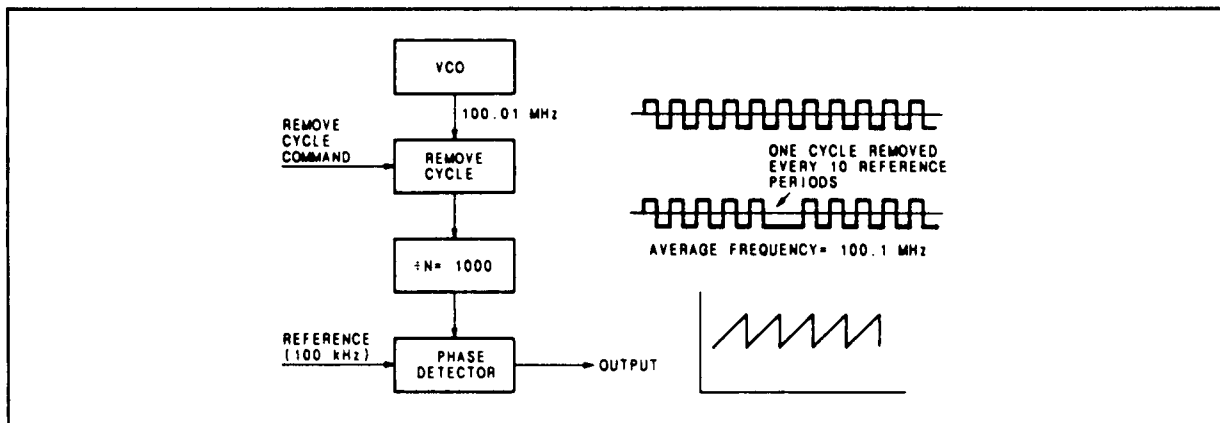 VCO
100.01 MHz
REMOVE
CYCLE
COMMAND
REMOVE
CYCLE
÷N= 1000
REFERENCE
(100 kHz)
PHASE
DETECTOR
OUTPUT
ONE CYCLE REMOVED
EVERY 10 REFERENCE
PERIODS
AVERAGE FREQUENCY= 100.1 MHz